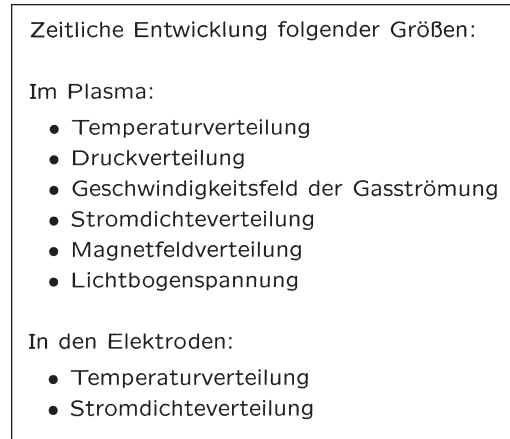 Zeitliche Entwicklung folgender Größen:
Im Plasma:
• Temperaturverteilung
• Druckverteilung
• Geschwindigkeitsfeld der Gasströmung
• Stromdichteverteilung
• Magnetfeldverteilung
• Lichtbogenspannung
In den Elektroden:
• Temperaturverteilung
• Stromdichteverteilung